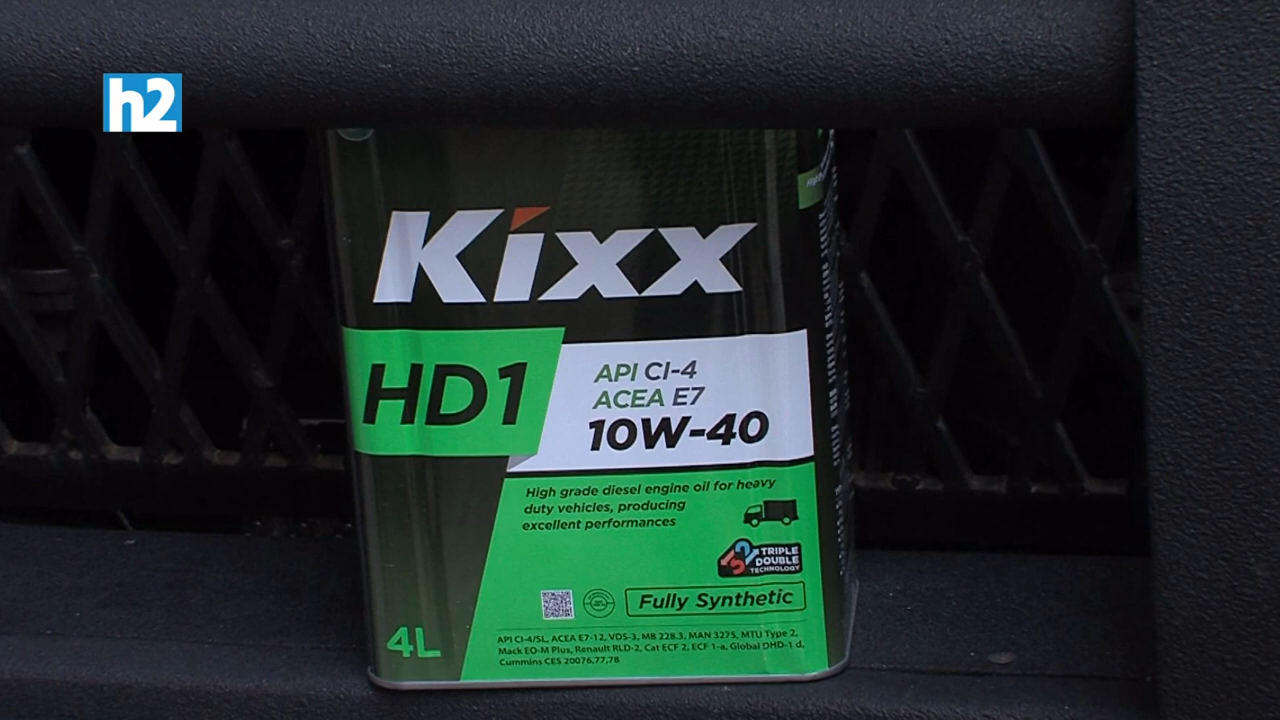 h2
Kixx
HD1
API CI-4
ACEA E7
10W-40
High grade diesel engine oil for heavy
duty vehicles, producing
excellent performances
TRIPLE
DOUBLE
TECHNOLOGY
Fully Synthetic
4L
API CI-4/SL, ACEA E7-12, VDS-3, MB 228.3, MAN 3275, MTU Type 2,
Mack EO-M Plus, Renault RLD-2, Cat ECF 2, ECF 1-a, Global DHD-1 d,
Cummins CES 20076,77,78